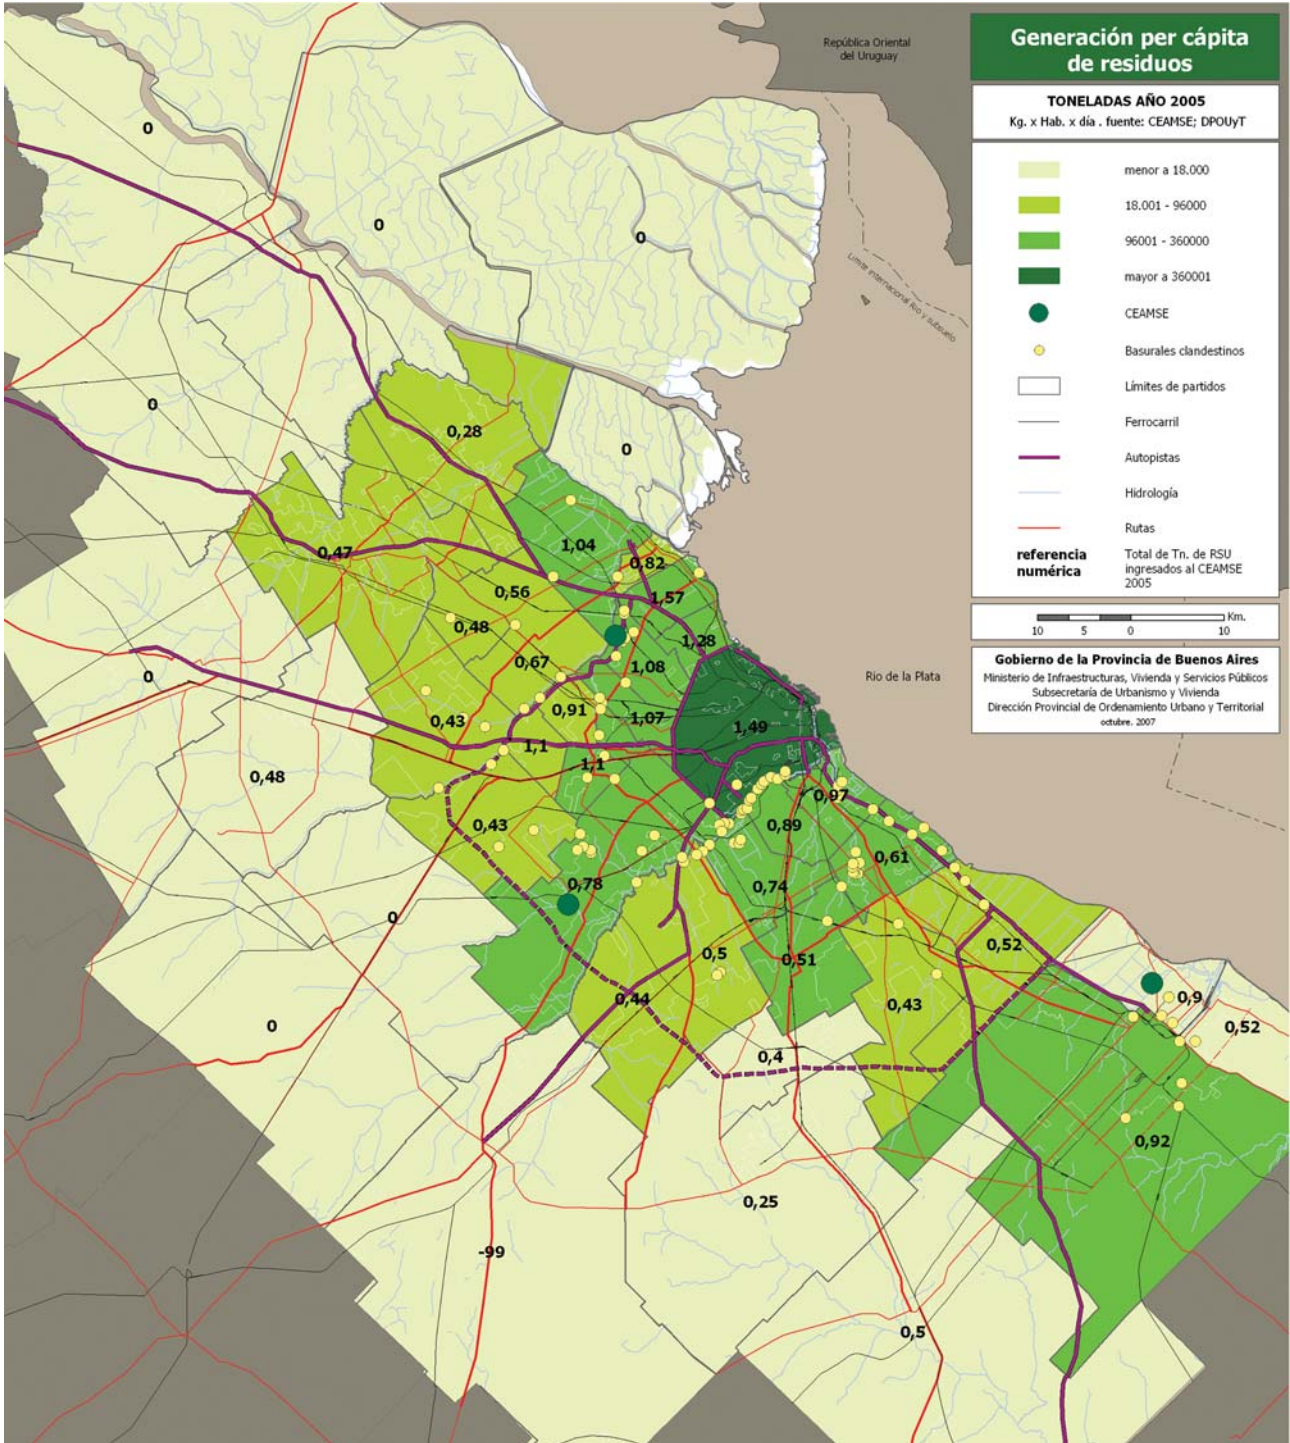 República Oriental
del Uruguay
Generación per cápita
de residuos
TONELADAS AÑO 2005
Kg. x Hab. x día . fuente: CEAMSE; DPOUyT
menor a 18.000
18.001 - 96000
96001 - 360000
mayor a 360001
CEAMSE
Basurales clandestinos
Límites de partidos
Ferrocarril
Autopistas
Hidrología
Rutas
referencia
numérica
Total de Tn. de RSU
ingresados al CEAMSE
2005
Km.
10 5 0 10
Gobierno de la Provincia de Buenos Aires
Ministerio de Infraestructuras, Vivienda y Servicios Públicos
Subsecretaría de Urbanismo y Vivienda
Dirección Provincial de Ordenamiento Urbano y Territorial
octubre. 2007
Límite internacional Río y subsuelo
Rio de la Plata
0
0
0
0
0
0,28
0,47
1,04
0,82
0,56
1,57
0,48
1,28
0,67
1,08
0
0,91
1,07
0,43
1,49
1,1
1,1
0,48
0,97
0,43
0,89
0,61
0,78
0,74
0
0,52
0,5
0,51
0,44
0,43
0,9
0
0,52
0,4
0,92
0,25
-99
0,5